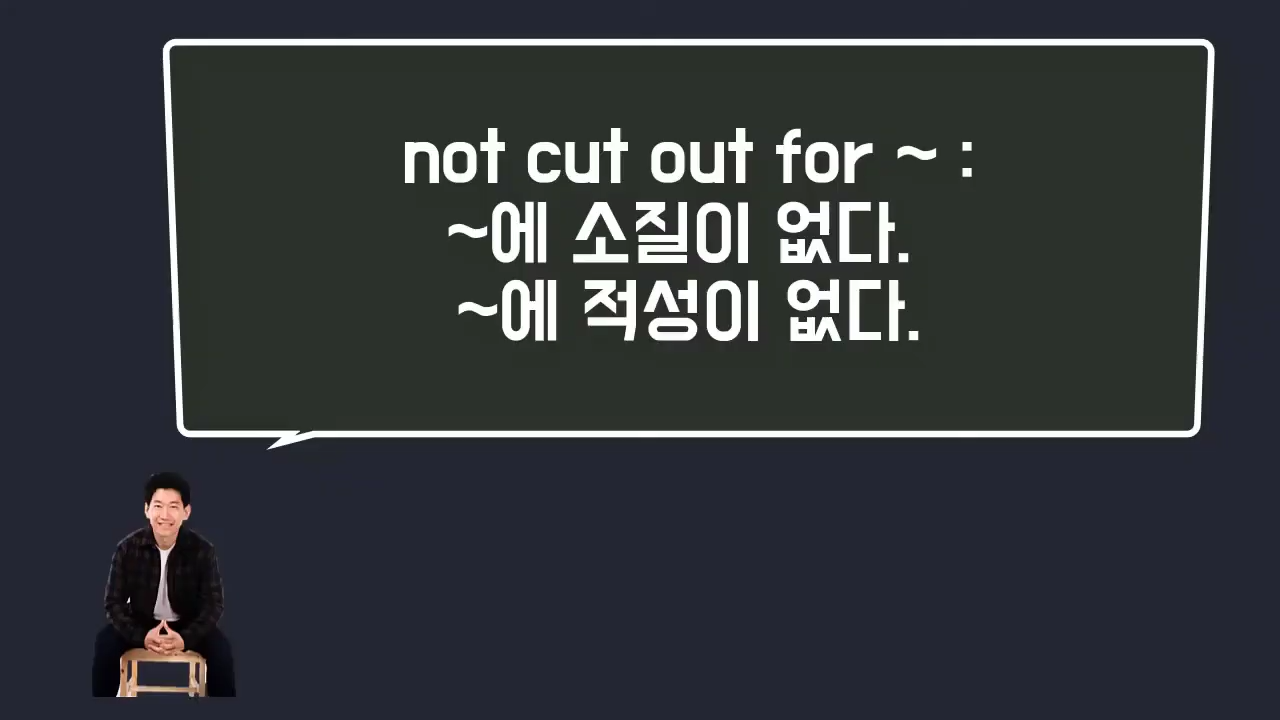 not cut out for ~ :
~에 소질이 없다.
~에 적성이 없다.